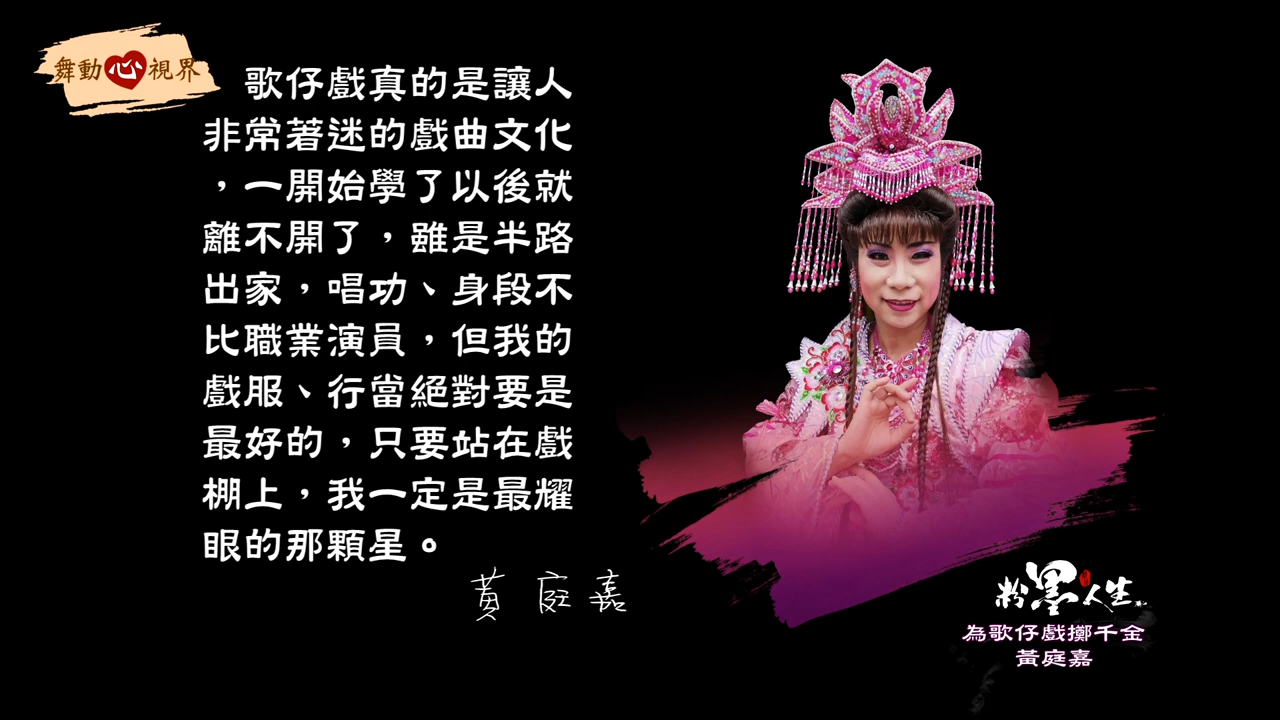 舞動心視界
歌仔戲真的是讓人
非常著迷的戲曲文化
，一開始學了以後就
離不開了，雖是半路
出家，唱功、身段不
比職業演員，但我的
戲服、行當絕對要是
最好的，只要站在戲
棚上，我一定是最耀
眼的那顆星。
黃庭嘉
粉墨人生
為歌仔戲擲千金
黃庭嘉